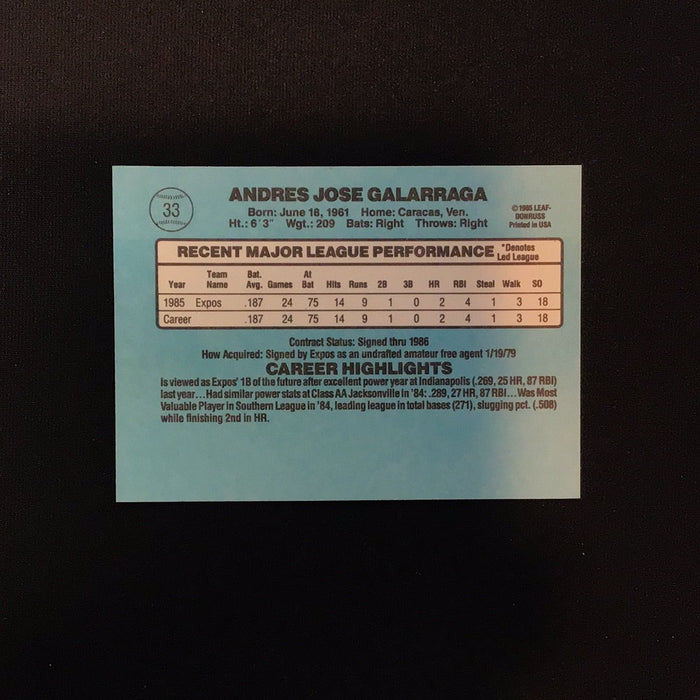 33
ANDRES JOSE GALARRAGA
Born: June 18, 1961 Home: Caracas, Ven.
Ht.: 6' 3" Wgt.: 209 Bats: Right Throws: Right
©1985 LEAF-
DONRUSS
Printed in USA
RECENT MAJOR LEAGUE PERFORMANCE
*Denotes
Led League
Year Team Name Bat. Avg. Games At Bat Hits Runs 2B 3B HR RBI Steal Walk SO
1985 Expos .187 24 75 14 9 1 0 2 4 1 3 18
Career .187 24 75 14 9 1 0 2 4 1 3 18
Contract Status: Signed thru 1986
How Acquired: Signed by Expos as an undrafted amateur free agent 1/19/79
CAREER HIGHLIGHTS
Is viewed as Expos' 1B of the future after excellent power year at Indianapolis (.269, 25 HR, 87 RBI)
last year...Had similar power stats at Class AA Jacksonville in '84: .289, 27 HR, 87 RBI...Was Most
Valuable Player in Southern League in '84, leading league in total bases (271), slugging pct. (.508)
while finishing 2nd in HR.